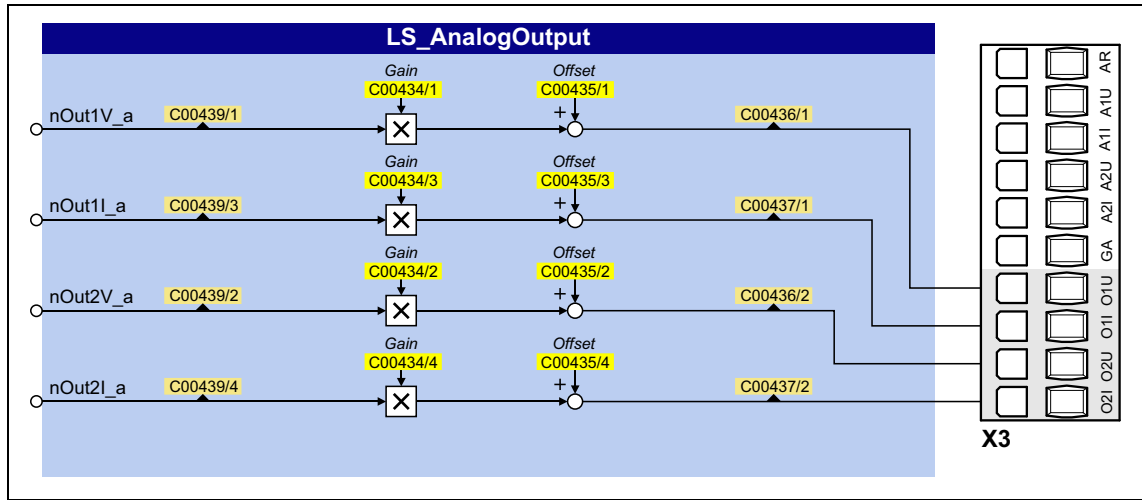 LS_AnalogOutput
Gain
Offset
nOut1V_a C00439/1 C00434/1 C00435/1 C00436/1
+
Gain
Offset
nOut1I_a C00439/3 C00434/3 C00435/3 C00437/1
+
Gain
Offset
nOut2V_a C00439/2 C00434/2 C00435/2 C00436/2
+
Gain
Offset
nOut2I_a C00439/4 C00434/4 C00435/4 C00437/2
+
AR
A1U
A1I
A2U
A2I
GA
O1U
O1I
O2U
O2I
X3